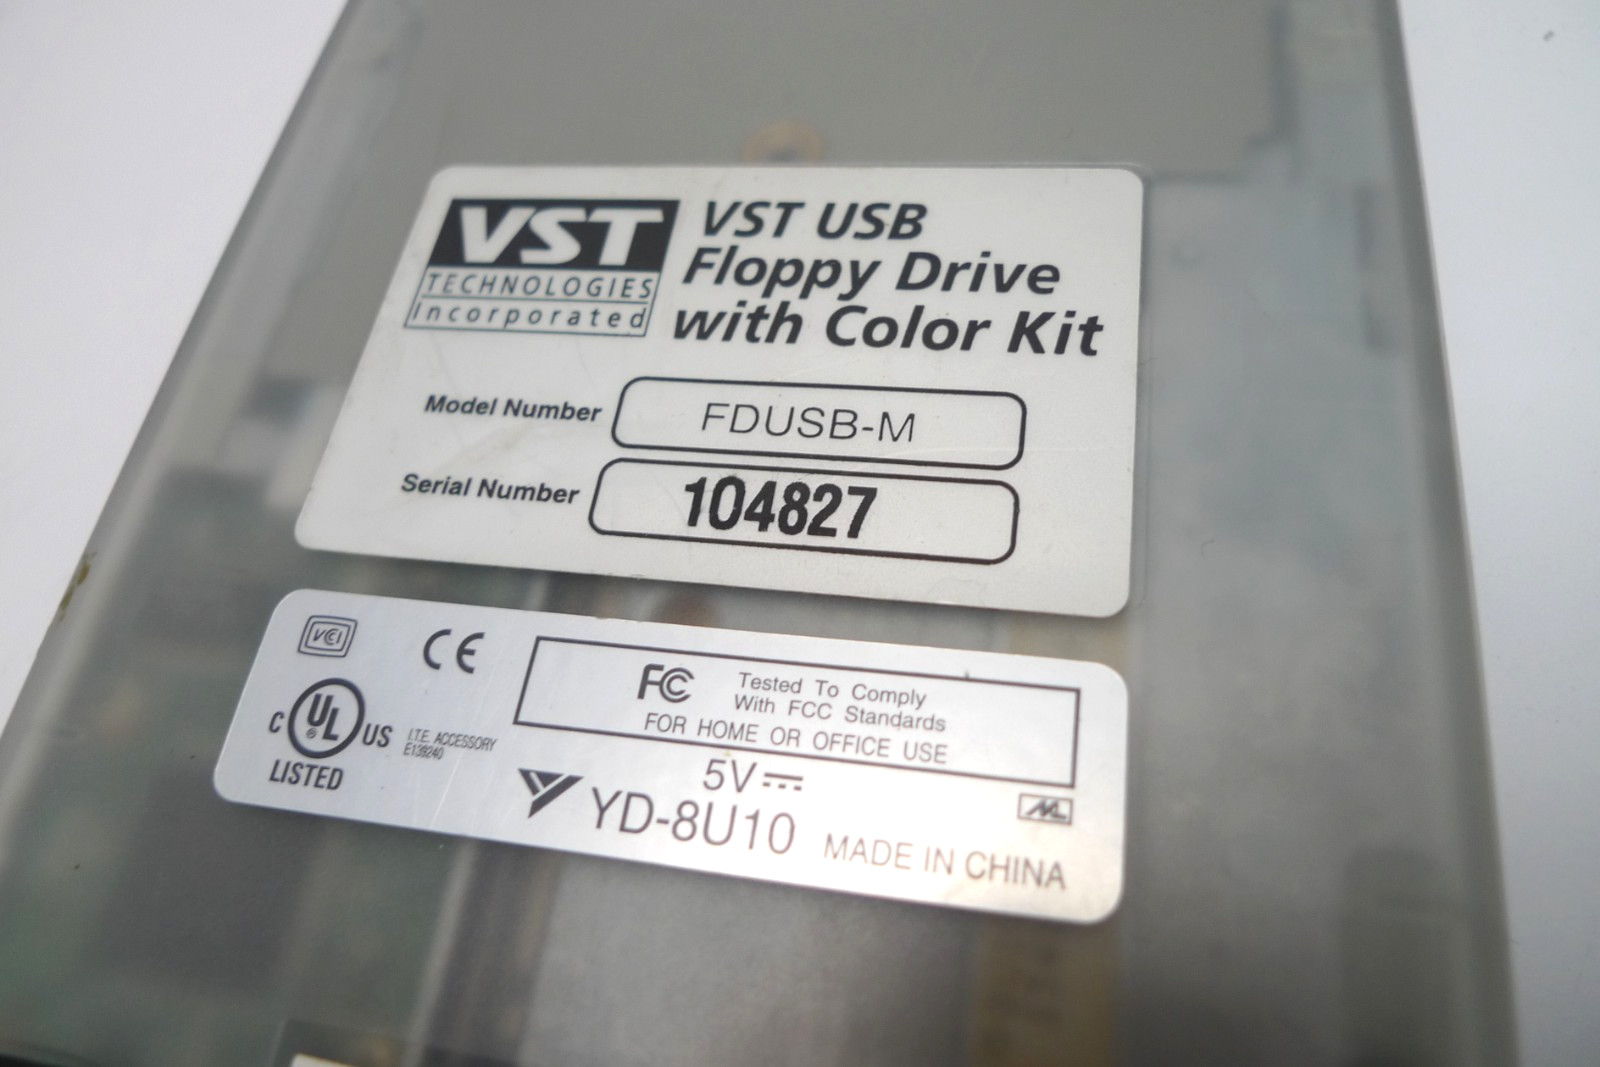 VST
TECHNOLOGIES
Incorporated
VST USB
Floppy Drive
with Color Kit
Model Number FDUSB-M
Serial Number 104827
VCI
CE
FC Tested To Comply
With FCC Standards
FOR HOME OR OFFICE USE
C UL ® US
LISTED
I.T.E. ACCESSORY
E139240
5V
YD-8U10
MADE IN CHINA